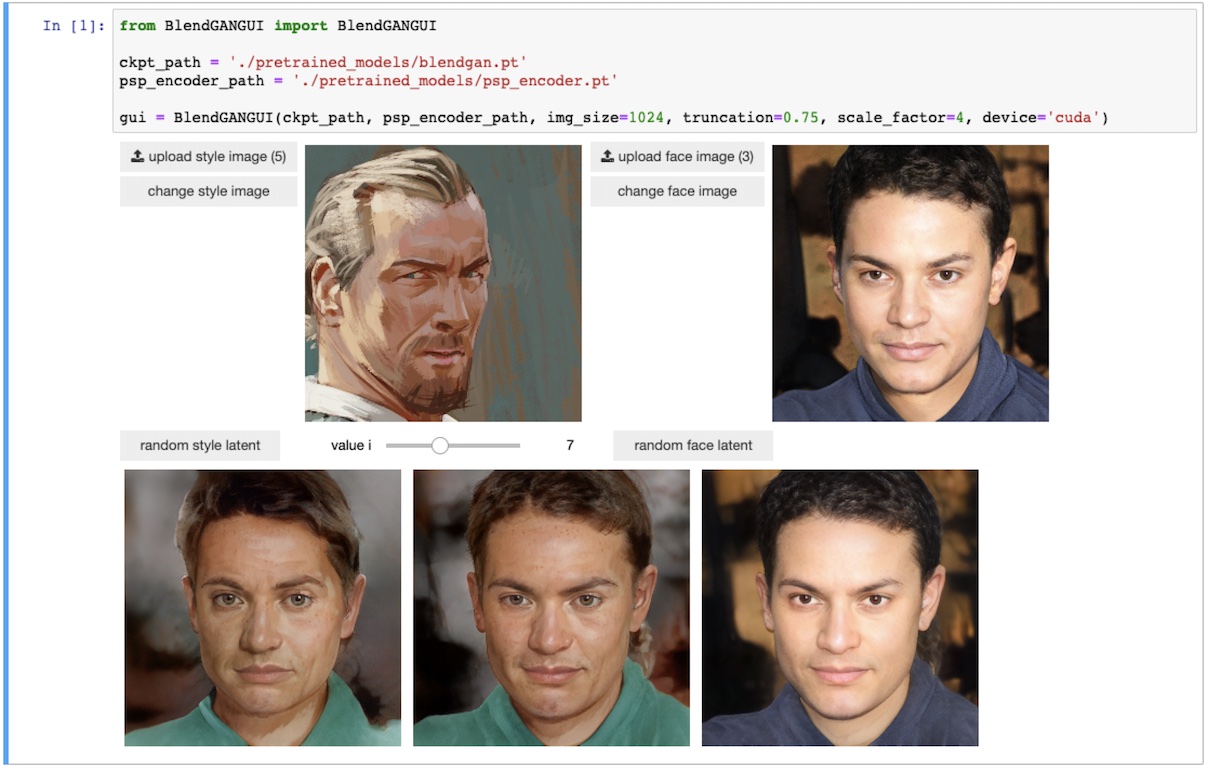 In [1]: from BlendGANGUI import BlendGANGUI
ckpt_path = './pretrained_models/blendgan.pt'
psp_encoder_path = './pretrained_models/psp_encoder.pt'
gui = BlendGANGUI(ckpt_path, psp_encoder_path, img_size=1024, truncation=0.75, scale_factor=4, device='cuda')
upload style image (5)
change style image
upload face image (3)
change face image
random style latent
value i
7
random face latent